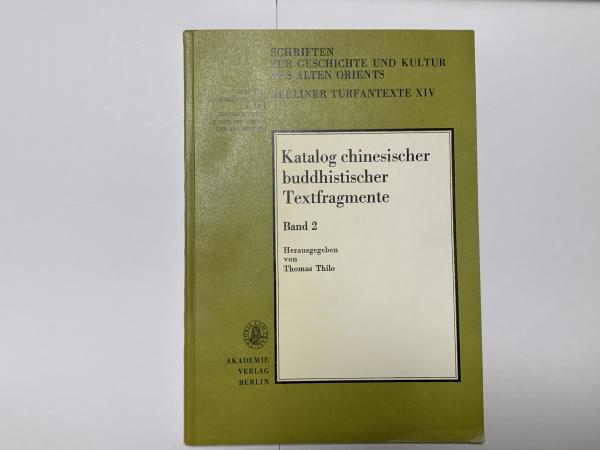 SCHRIFTEN
ZUR GESCHICHTE UND KULTUR
DES ALTEN ORIENTS
BERLINER TURFANTEXTE XIV
Katalog chinesischer
buddhistischer
Textfragmente
Band 2
Herausgegeben
von
Thomas Thilo
AKADEMIE
VERLAG
BERLIN